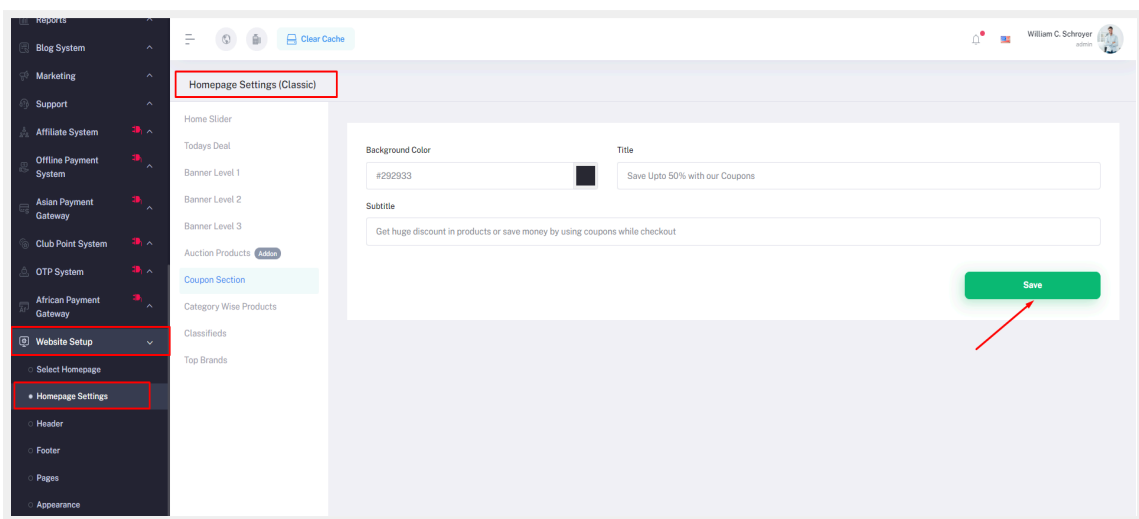 Reports
Blog System
Marketing
Support
Affiliate System
Offline Payment
System
Asian Payment
Gateway
Club Point System
OTP System
African Payment
Gateway
Website Setup
Select Homepage
Homepage Settings
Header
Footer
Pages
Appearance
Clear Cache
William C. Schroyer
admin
Homepage Settings (Classic)
Home Slider
Todays Deal
Banner Level 1
Banner Level 2
Banner Level 3
Auction Products Addon
Coupon Section
Category Wise Products
Classifieds
Top Brands
Background Color
#292933
Title
Save Upto 50% with our Coupons
Subtitle
Get huge discount in products or save money by using coupons while checkout
Save